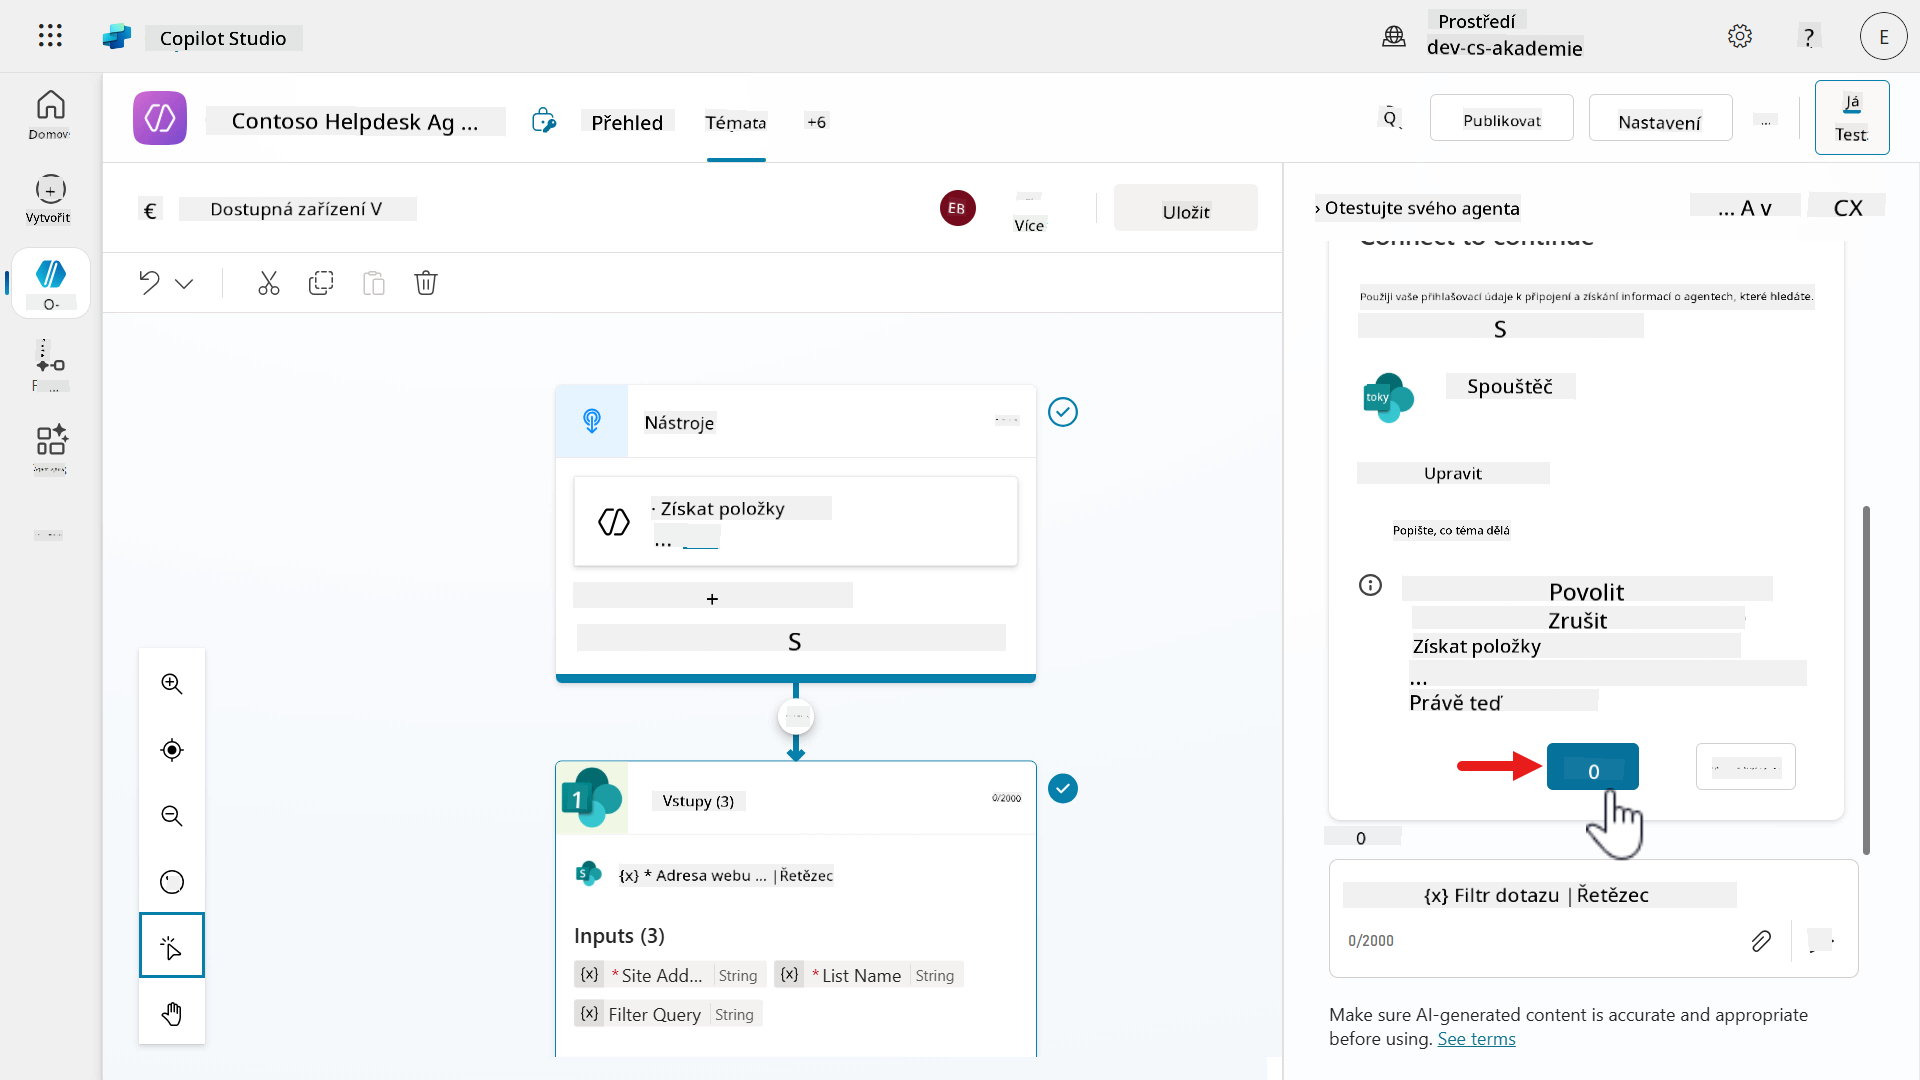 Copilot Studio
Prostředí
dev-cs-akademie
?
E
Domov
Vytvořit
O-
F ...
Contoso Helpdesk Ag ...
Přehled
Témata
+6
Publikovat
Nastavení
...
Já
Test
€
Dostupná zařízení V
EB
Více
Uložit
› Otestujte svého agenta
... A v
CX
Connect to continue
Použiji vaše přihlašovací údaje k připojení a získání informací o agentech, které hledáte.
S
toky
Spouštěč
Upravit
Popište, co téma dělá
Povolit
Zrušit
Získat položky
...
Právě teď
0
0
{x} Filtr dotazu |Řetězec
0/2000
Make sure AI-generated content is accurate and appropriate
before using. See terms
Nástroje
· Získat položky
...
+
S
1
Vstupy (3)
0/2000
S
{x} * Adresa webu ... |Řetězec
Inputs (3)
{x} * Site Add... String {x} * List Name String
{x} Filter Query String